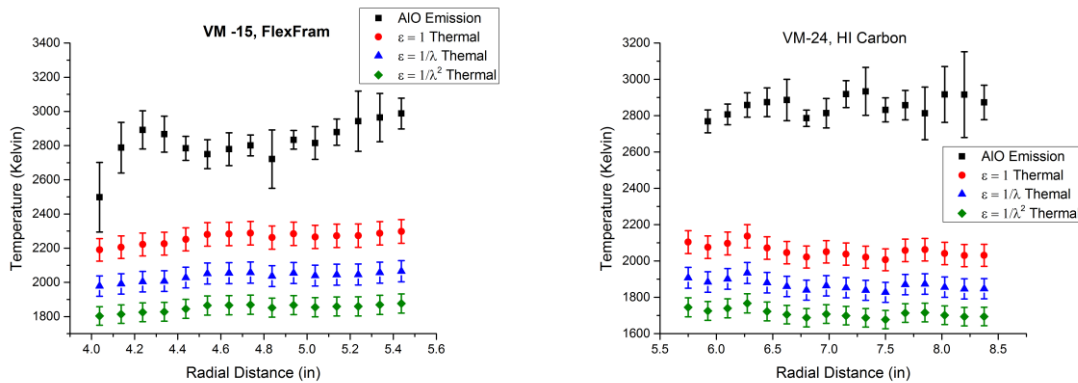 VM -15, FlexFram
AIO Emission
ε = 1 Thermal
ε = 1/λ Themal
ε = 1/λ² Thermal
3400
3200
3000
2800
2600
2400
2200
2000
1800
Temperature (Kelvin)
4.0 4.2 4.4 4.6 4.8 5.0 5.2 5.4 5.6
Radial Distance (in)
VM-24, HI Carbon
AIO Emission
ε = 1 Thermal
ε = 1/λ Themal
ε = 1/λ² Thermal
3200
3000
2800
2600
2400
2200
2000
1800
1600
Temperature (Kelvin)
5.5 6.0 6.5 7.0 7.5 8.0 8.5
Radial Distance (in)